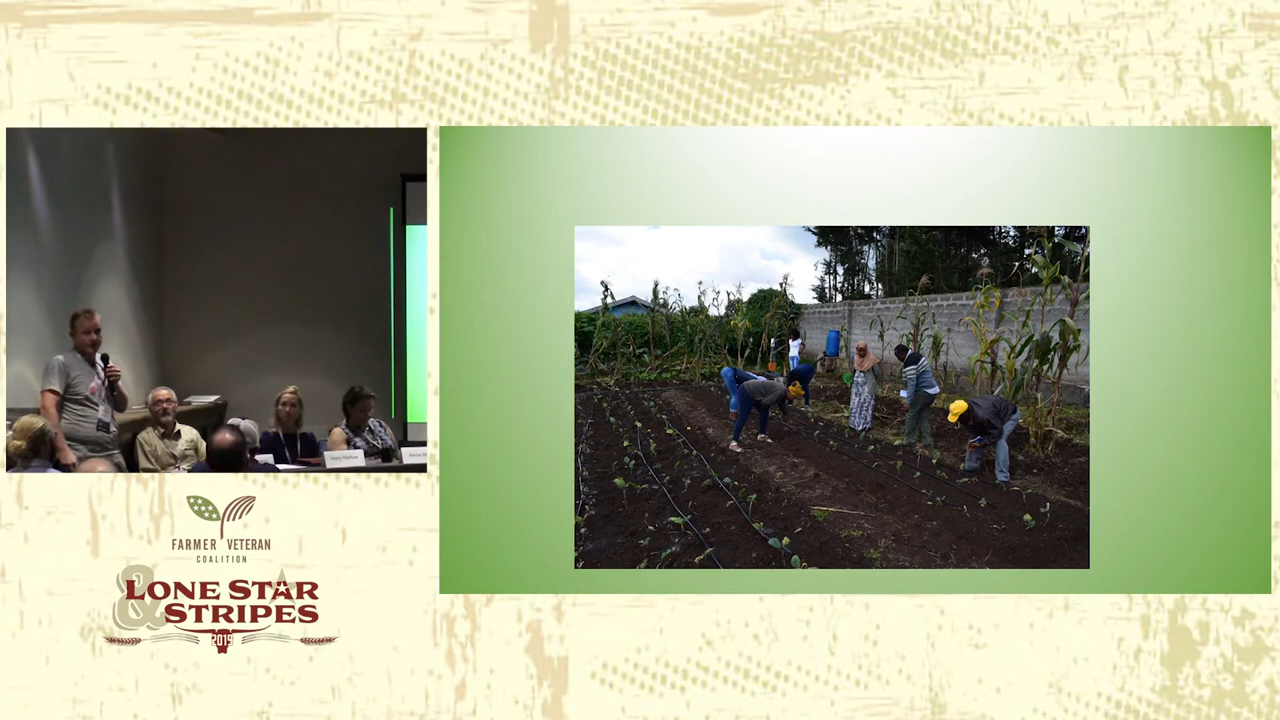 FARMER VETERAN
COALITION
&
LONE STAR
STRIPES
2019